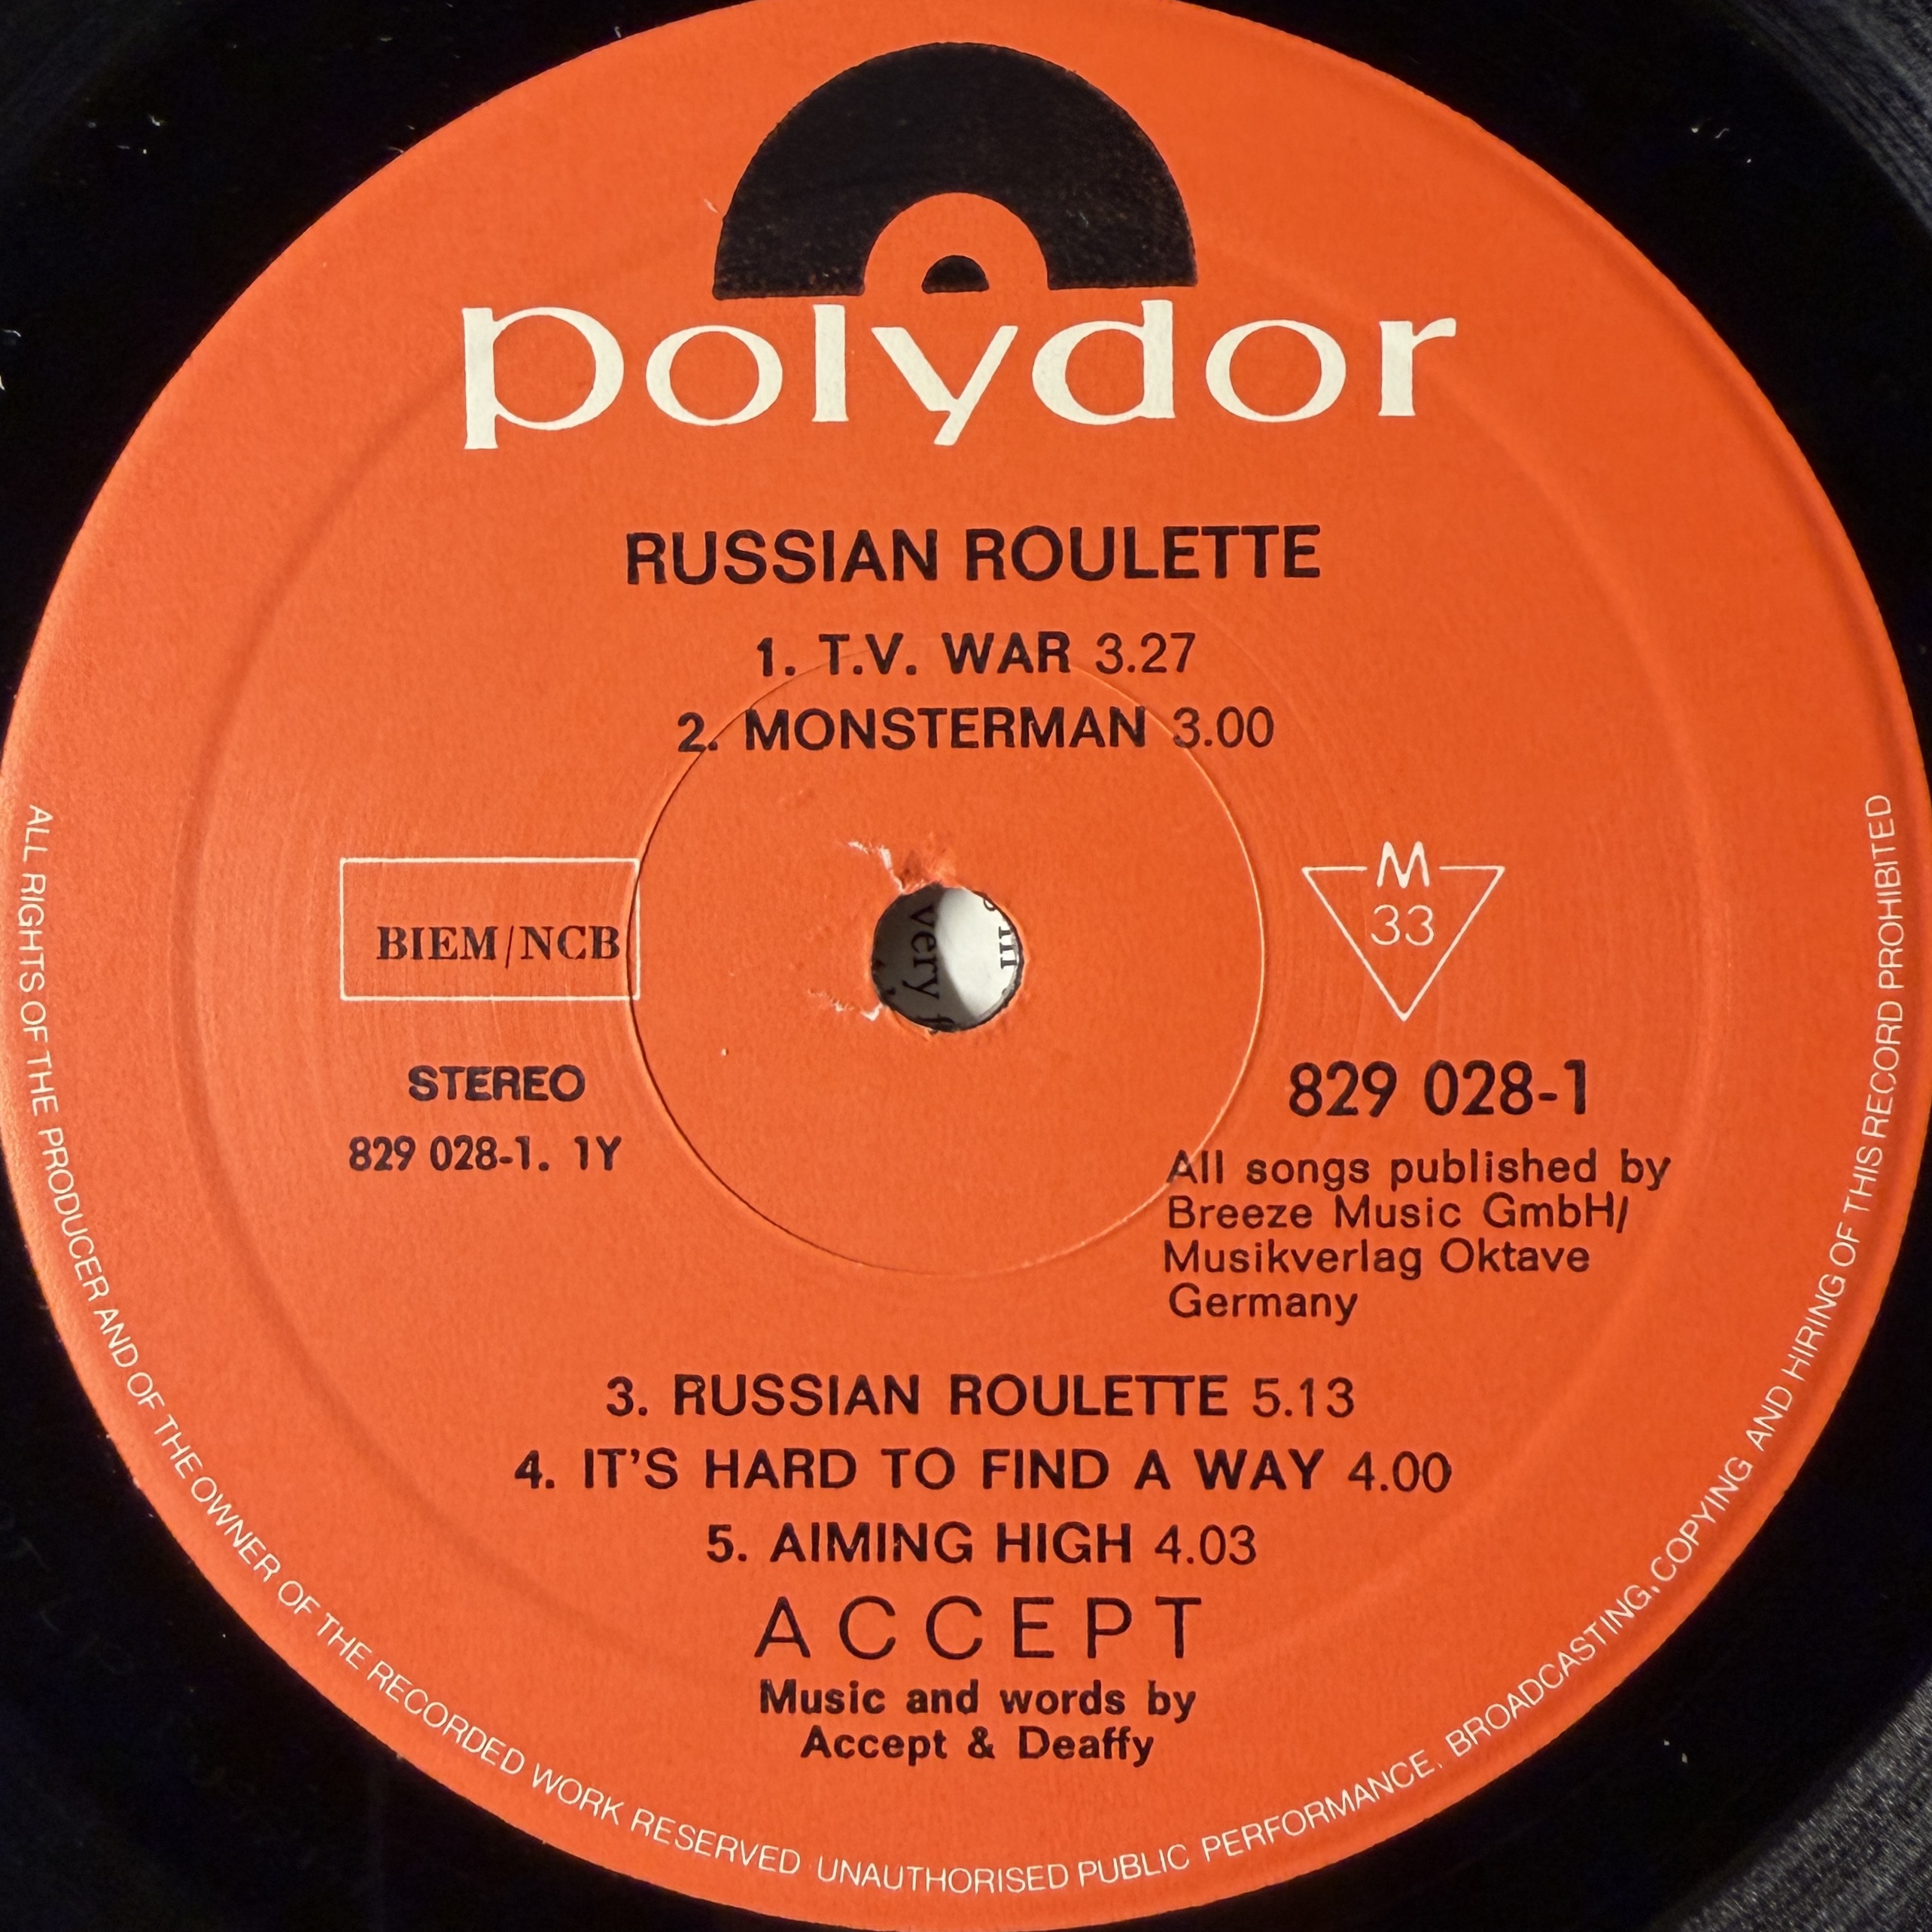 polydor
RUSSIAN ROULETTE
1. T.V. WAR 3.27
2. MONSTERMAN 3.00
BIEM/NCB
M
33
very
STEREO
829 028-1. 1Y
829 028-1
All songs published by
Breeze Music GmbH/
Musikverlag Oktave
Germany
3. RUSSIAN ROULETTE 5.13
4. IT'S HARD TO FIND A WAY 4.00
5. AIMING HIGH 4.03
ACCEPT
Music and words by
Accept & Deaffy
ALL RIGHTS OF THE PRODUCER AND OF THE OWNER OF THE RECORDED WORK RESERVED UNAUTHORISED PUBLIC PERFORMANCE, BROADCASTING, COPYING AND HIRING OF THIS RECORD PROHIBITED